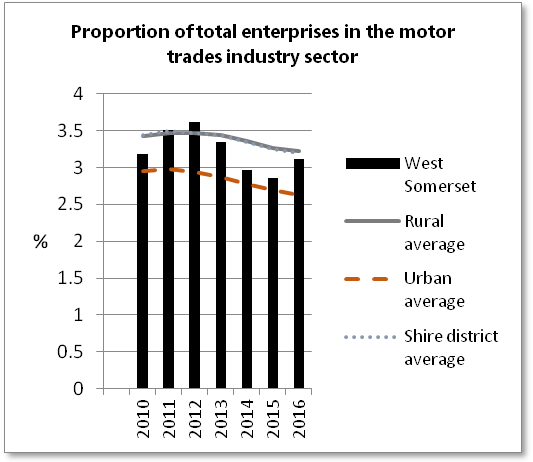 Proportion of total enterprises in the motor
trades industry sector
4
3.5
3
2.5
2
1.5
1
0.5
0
%
2010
2011
2012
2013
2014
2015
2016
West
Somerset
Rural
average
Urban
average
Shire district
average